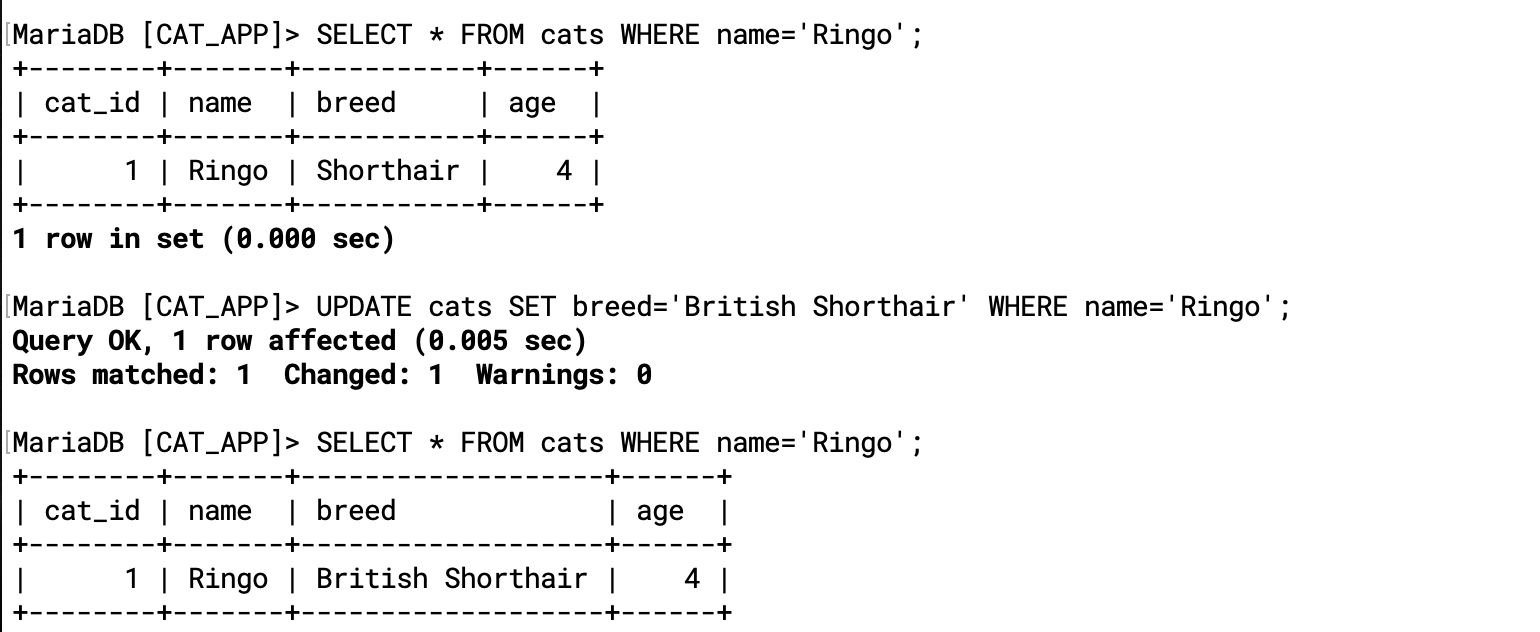 MariaDB [CAT_APP]> SELECT * FROM cats WHERE name='Ringo';
+--------+-------+-----------+------+
| cat_id | name  | breed     | age  |
+--------+-------+-----------+------+
|      1 | Ringo | Shorthair |    4 |
+--------+-------+-----------+------+
1 row in set (0.000 sec)

MariaDB [CAT_APP]> UPDATE cats SET breed='British Shorthair' WHERE name='Ringo';
Query OK, 1 row affected (0.005 sec)
Rows matched: 1  Changed: 1  Warnings: 0

MariaDB [CAT_APP]> SELECT * FROM cats WHERE name='Ringo';
+--------+-------+-------------------+------+
| cat_id | name  | breed             | age  |
+--------+-------+-------------------+------+
|      1 | Ringo | British Shorthair |    4 |
+--------+-------+-------------------+------+